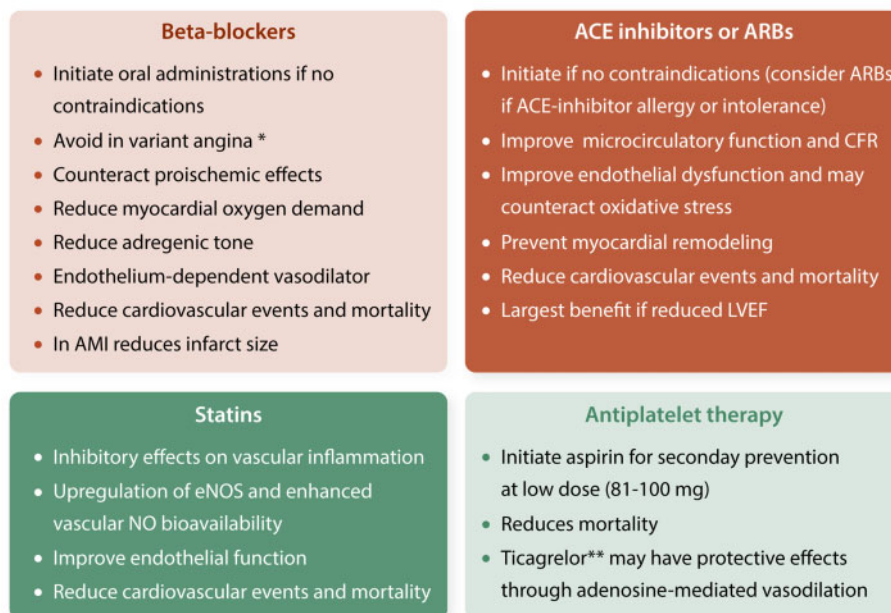 Beta-blockers
• Initiate oral administrations if no
contraindications
• Avoid in variant angina *
• Counteract proischemic effects
• Reduce myocardial oxygen demand
• Reduce adregenic tone
• Endothelium-dependent vasodilator
• Reduce cardiovascular events and mortality
• In AMI reduces infarct size
ACE inhibitors or ARBs
• Initiate if no contraindications (consider ARBs
if ACE-inhibitor allergy or intolerance)
• Improve microcirculatory function and CFR
• Improve endothelial dysfunction and may
counteract oxidative stress
• Prevent myocardial remodeling
• Reduce cardiovascular events and mortality
• Largest benefit if reduced LVEF
Statins
• Inhibitory effects on vascular inflammation
• Upregulation of eNOS and enhanced
vascular NO bioavailability
• Improve endothelial function
• Reduce cardiovascular events and mortality
Antiplatelet therapy
• Initiate aspirin for seconday prevention
at low dose (81-100 mg)
• Reduces mortality
• Ticagrelor** may have protective effects
through adenosine-mediated vasodilation